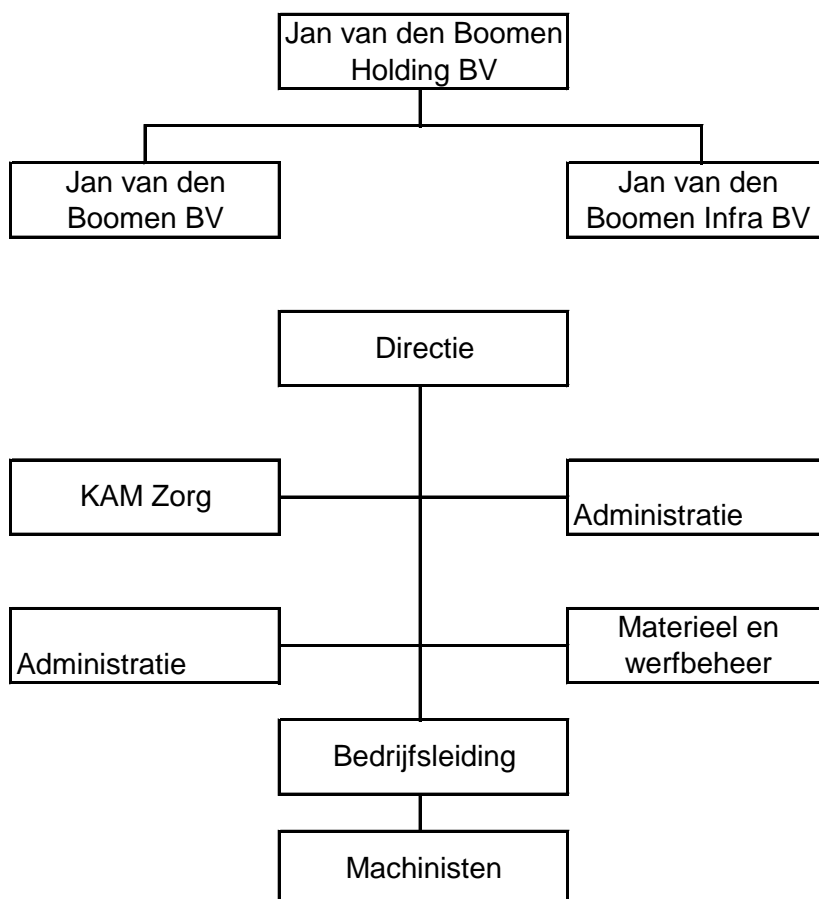 Jan van den Boomen
Holding BV
Jan van den
Boomen BV
Jan van den
Boomen Infra BV
Directie
KAM Zorg
Administratie
Administratie
Materieel en
werfbeheer
Bedrijfsleiding
Machinisten